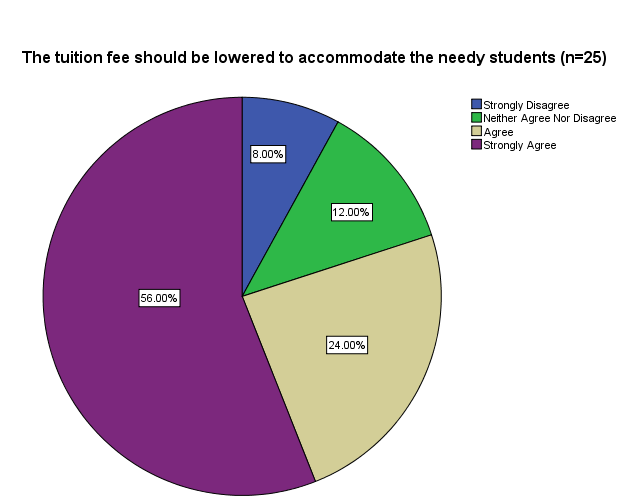 The tuition fee should be lowered to accommodate the needy students (n=25)
Strongly Disagree
Neither Agree Nor Disagree
Agree
Strongly Agree
8.00%
12.00%
56.00%
24.00%